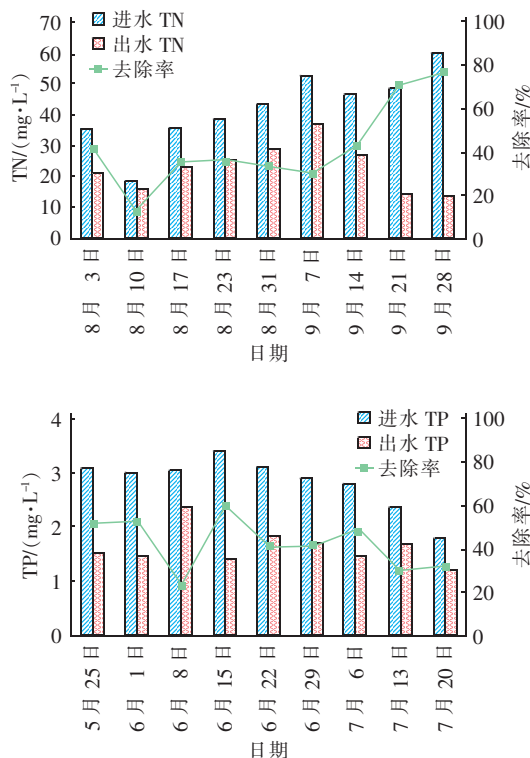 70
60
50
40
30
20
10
0
TN/(mg·L⁻¹)
进水 TN
出水 TN
去除率
100
80
60
40
20
0
去除率/%
8月 3日
8月 10日
8月 17日
8月 23日
8月 31日
9月 7日
9月 14日
9月 21日
9月 28日
日期
4
3
2
1
0
TP/(mg·L⁻¹)
进水 TP
出水 TP
去除率
100
80
60
40
20
0
去除率/%
5月 25日
6月 1日
6月 8日
6月 15日
6月 22日
6月 29日
7月 6日
7月 13日
7月 20日
日期